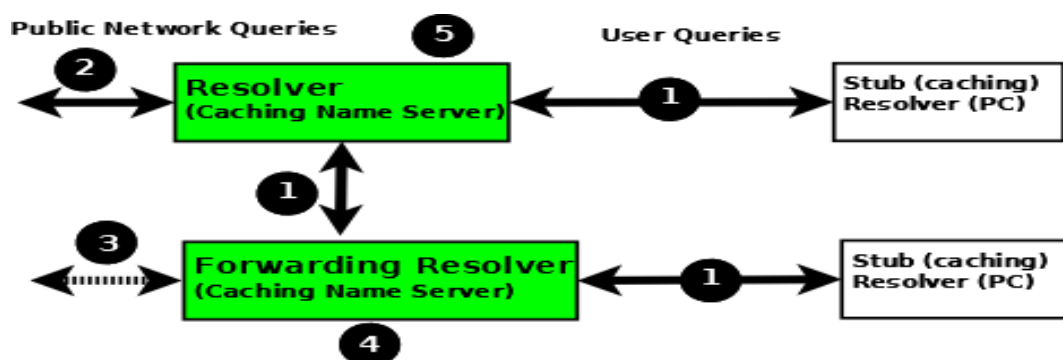 Public Network Queries
5
User Queries
2
Resolver
(Caching Name Server)
1
Stub (caching)
Resolver (PC)
1
3
Forwarding Resolver
(Caching Name Server)
1
Stub (caching)
Resolver (PC)
4